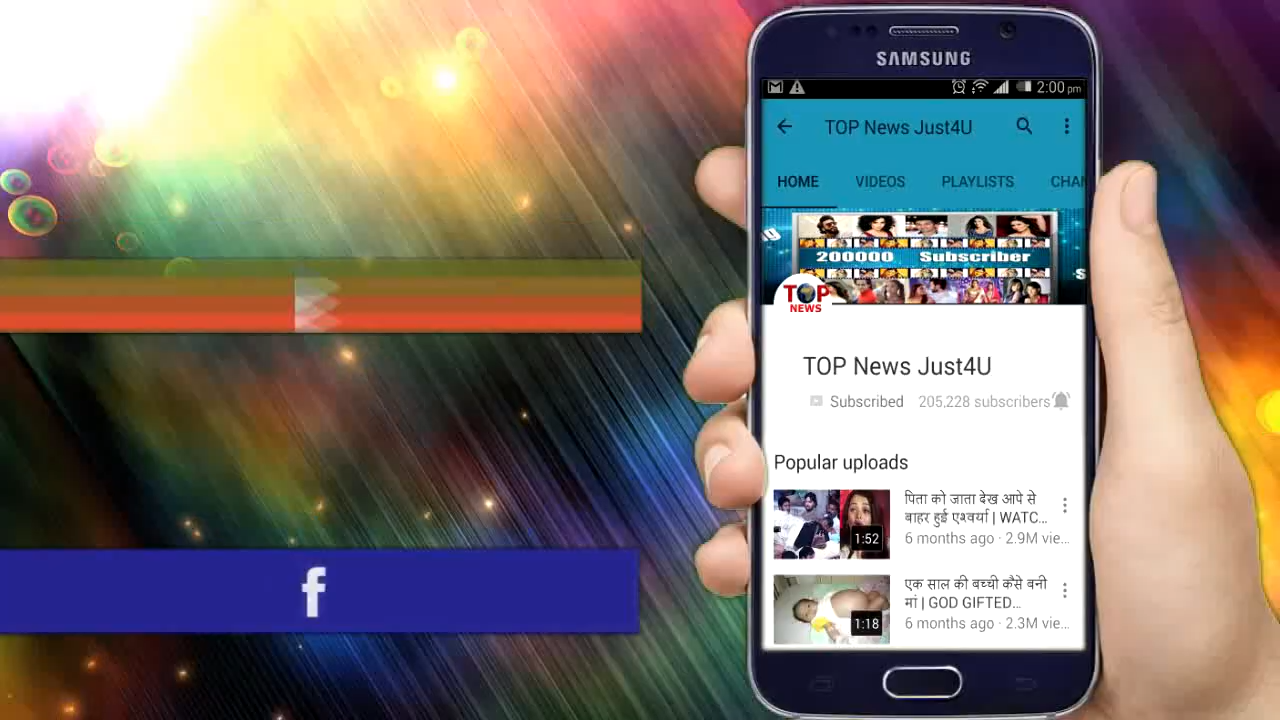 SAMSUNG
2:00 pm
TOP News Just4U
HOME VIDEOS PLAYLISTS CHAN
200000 Subscriber
TOP
NEWS
TOP News Just4U
Subscribed 205,228 subscribers
Popular uploads
पिता को जाता देख आपे से
बाहर हुई एश्वर्या | WATC...
1:52
6 months ago · 2.9M vie...
एक साल की बच्ची कैसे बनी
मां | GOD GIFTED...
1:18
6 months ago · 2.3M vie...
f